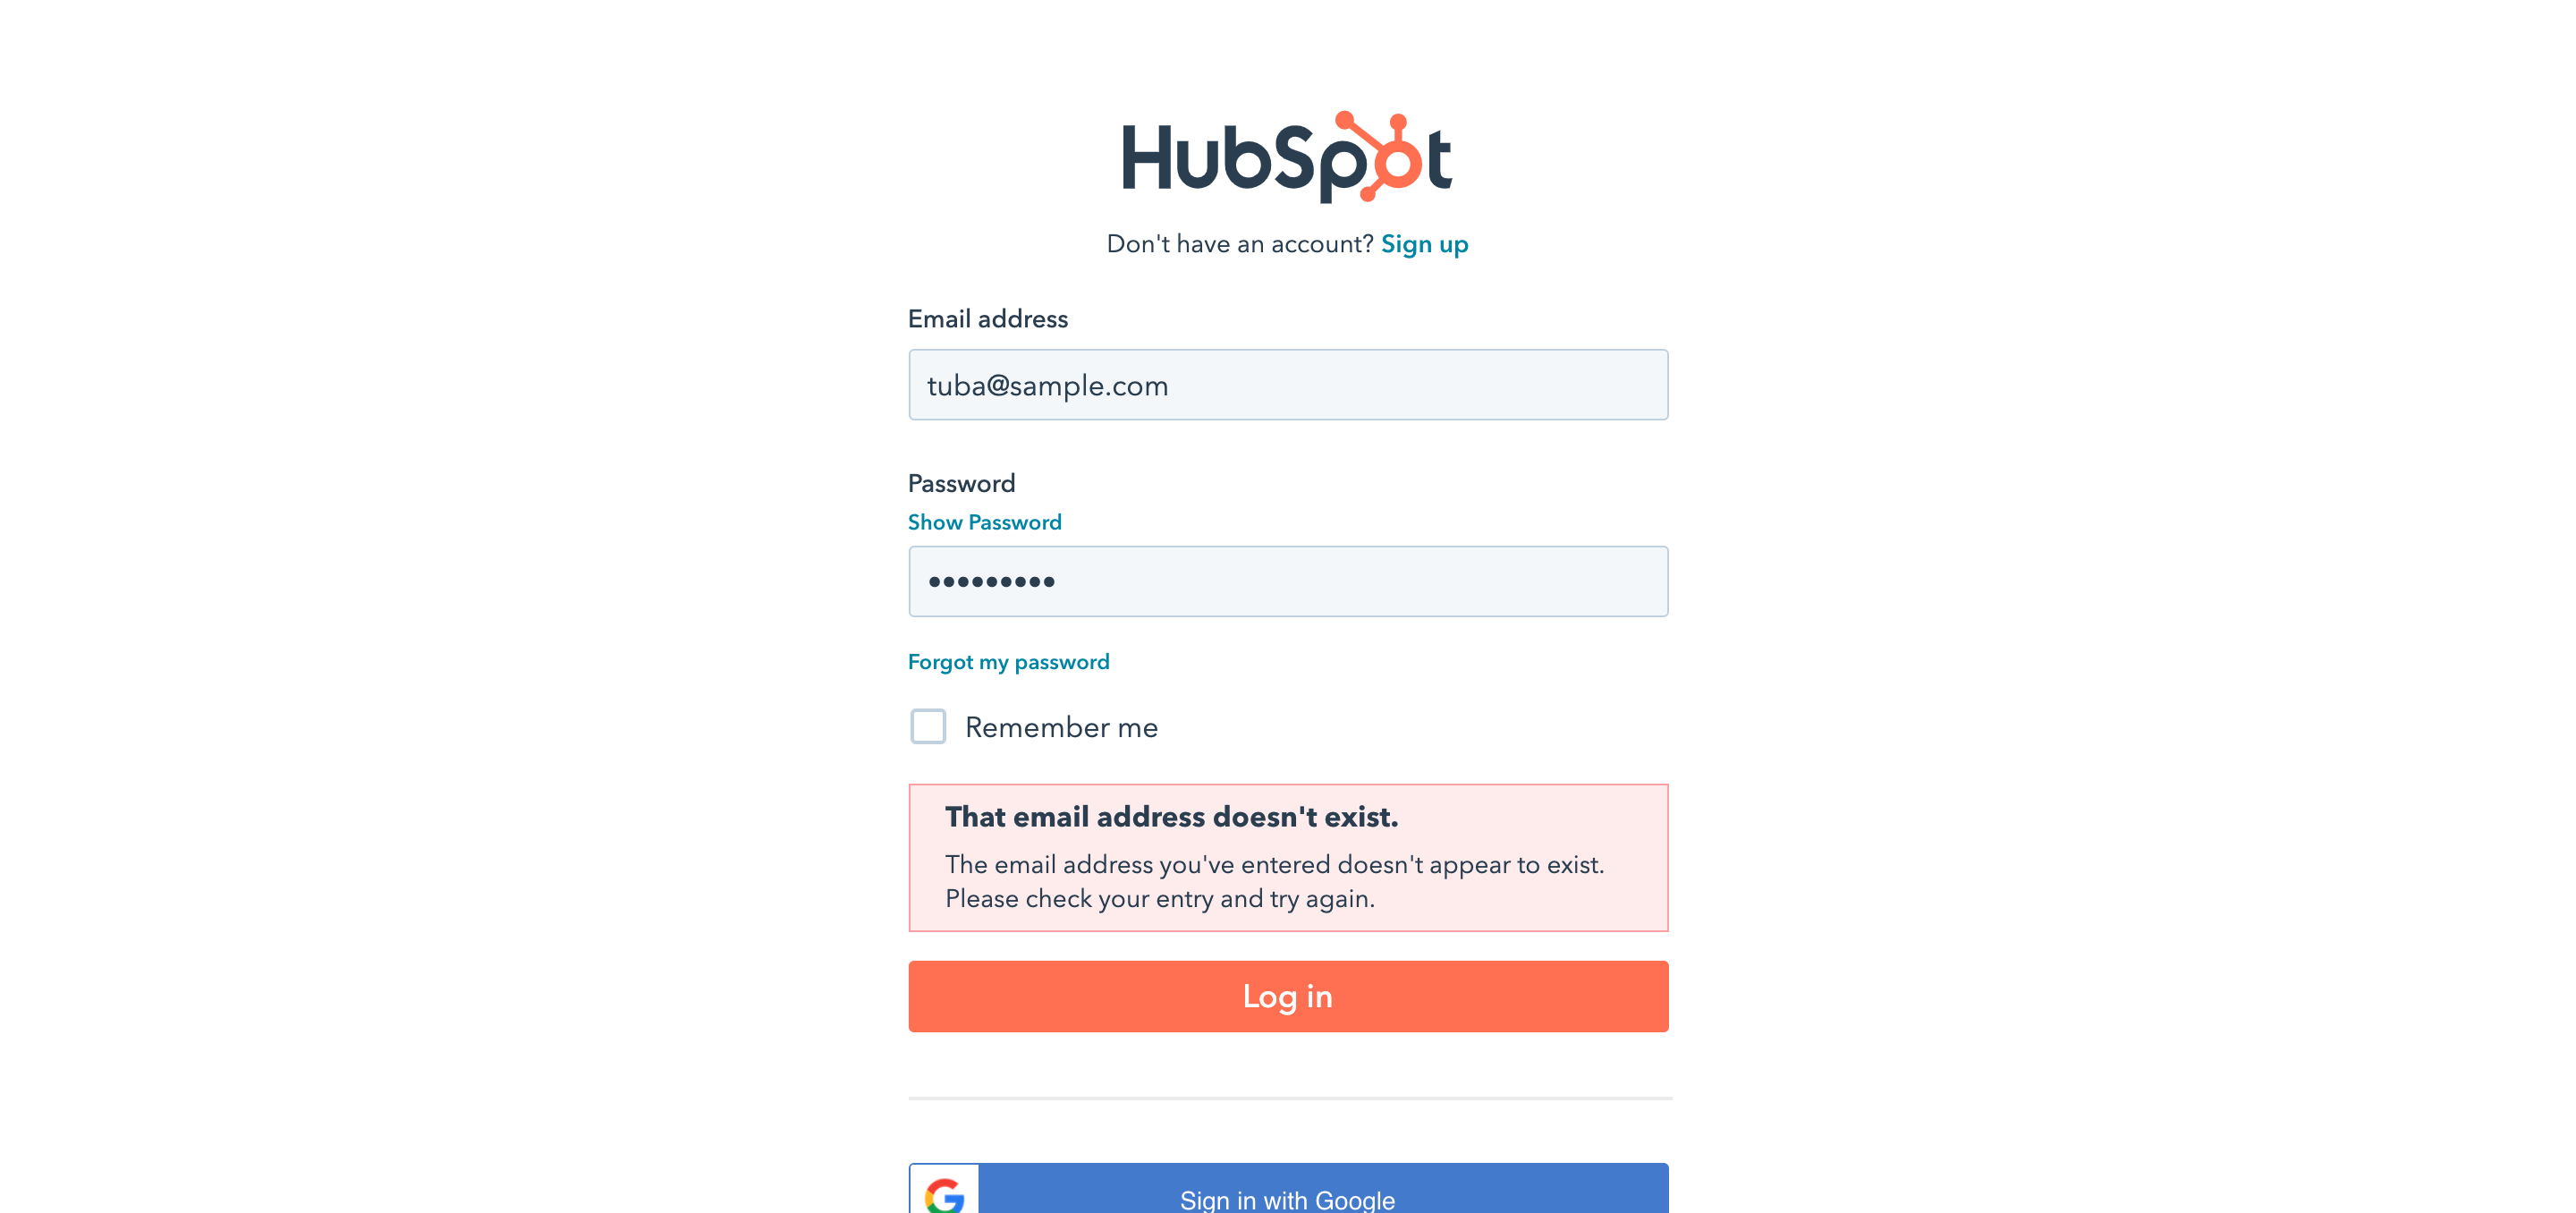 HubSpot
Don't have an account? Sign up
Email address
tuba@sample.com
Password
Show Password
•••••••••
Forgot my password
Remember me
That email address doesn't exist.
The email address you've entered doesn't appear to exist.
Please check your entry and try again.
Log in
Sign in with Google